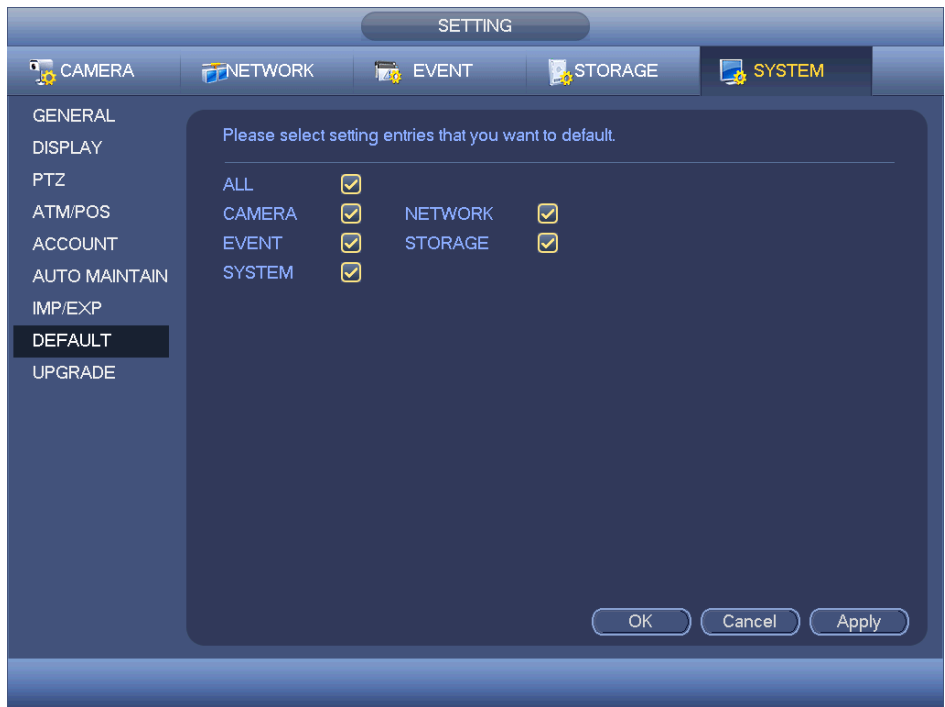 SETTING
CAMERA NETWORK EVENT STORAGE SYSTEM
GENERAL
DISPLAY
PTZ
ATM/POS
ACCOUNT
AUTO MAINTAIN
IMP/EXP
DEFAULT
UPGRADE
Please select setting entries that you want to default.
ALL
CAMERA NETWORK
EVENT STORAGE
SYSTEM
OK Cancel Apply